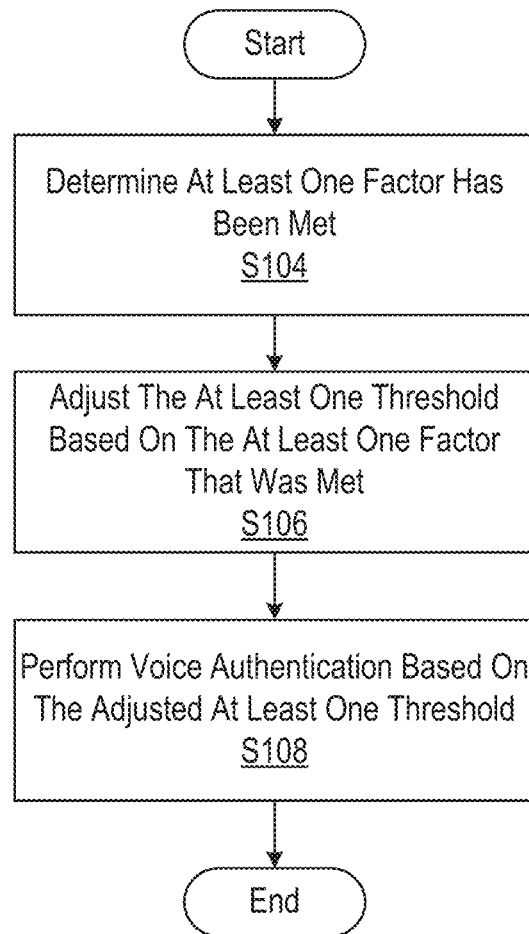 Start
Determine At Least One Factor Has
Been Met
S104
Adjust The At Least One Threshold
Based On The At Least One Factor
That Was Met
S106
Perform Voice Authentication Based On
The Adjusted At Least One Threshold
S108
End